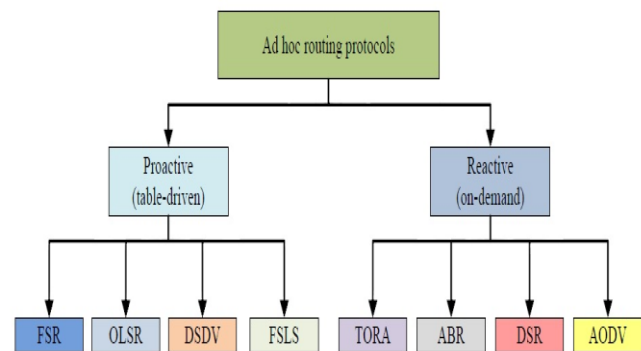 Ad hoc routing protocols
Proactive
(table-driven)
Reactive
(on-demand)
FSR
OLSR
DSDV
FSLS
TORA
ABR
DSR
AODV